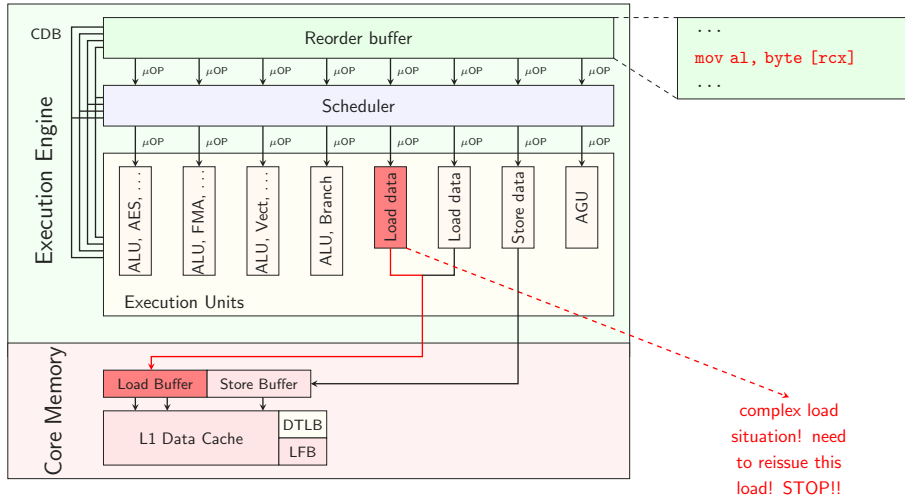 CDB
Reorder buffer
...
mov al, byte [rcx]
...
μOP μOP μOP μOP μOP μOP μOP μOP
Scheduler
μOP μOP μOP μOP μOP μOP μOP μOP
Execution Engine
ALU, AES, ...
ALU, FMA, ...
ALU, Vect, ...
ALU, Branch
Load data
Load data
Store data
AGU
Execution Units
Core Memory
Load Buffer
Store Buffer
L1 Data Cache
DTLB
LFB
complex load
situation! need
to reissue this
load! STOP!!